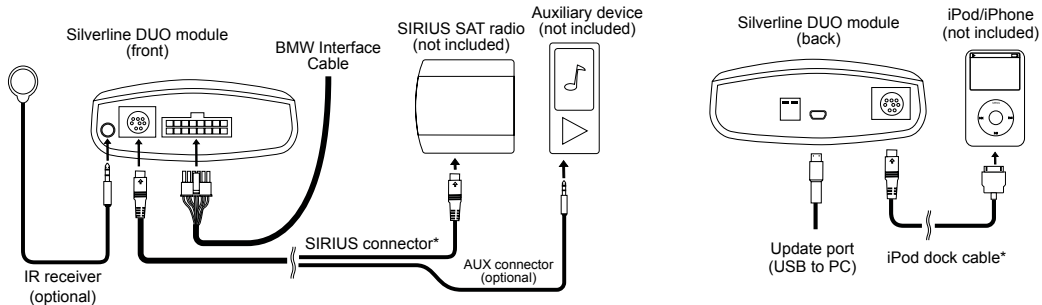 Silverline DUO module
(front)
BMW Interface
Cable
SIRIUS SAT radio
(not included)
Auxiliary device
(not included)
Silverline DUO module
(back)
iPod/iPhone
(not included)
IR receiver
(optional)
SIRIUS connector*
AUX connector
(optional)
Update port
(USB to PC)
iPod dock cable*